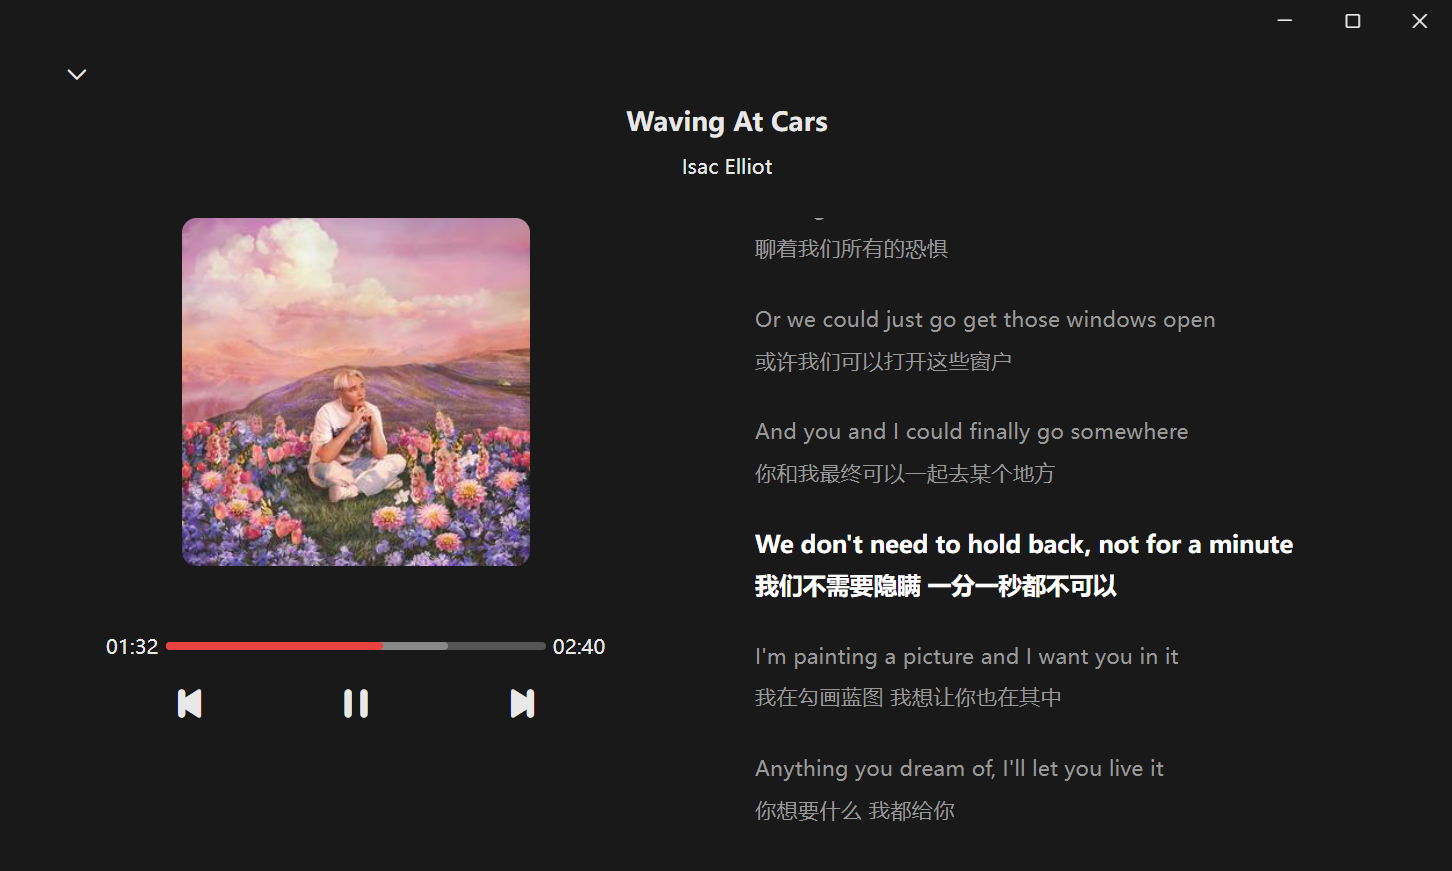 Waving At Cars
Isac Elliot
聊着我们所有的恐惧
Or we could just go get those windows open
或许我们可以打开这些窗户
And you and I could finally go somewhere
你和我最终可以一起去某个地方
We don't need to hold back, not for a minute
我们不需要隐瞒 一分一秒都不可以
I'm painting a picture and I want you in it
我在勾画蓝图 我想让你也在其中
Anything you dream of, I'll let you live it
你想要什么 我都给你
01:32
02:40